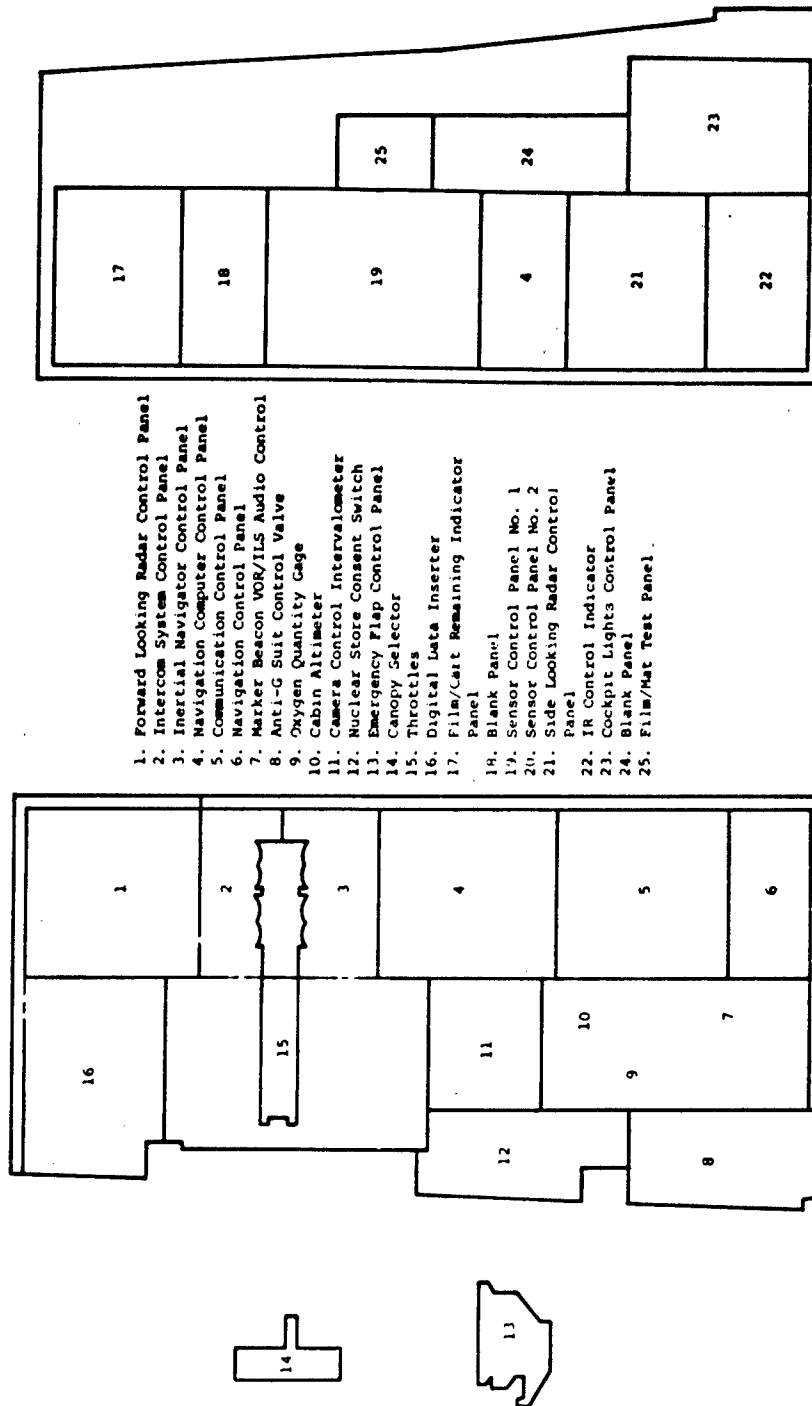 1. Forward Looking Radar Control Panel
2. Intercom System Control Panel
3. Inertial Navigator Control Panel
4. Navigation Computer Control Panel
5. Communication Control Panel
6. Navigation Control Panel
7. Marker Beacon VOR/ILS Audio Control
8. Anti-G Suit Control Valve
9. Oxygen Quantity Gage
10. Cabin Altimeter
11. Camera Control Intervalometer
12. Nuclear Store Consent Switch
13. Emergency Flap Control Panel
14. Canopy Selector
15. Throttles
16. Digital Data Inserter
17. Film/Cart Remaining Indicator
Panel
18. Blank Panel
19. Sensor Control Panel No. 1
20. Sensor Control Panel No. 2
21. Side Looking Radar Control
Panel
22. IR Control Indicator
23. Cockpit Lights Control Panel
24. Blank Panel
25. Film/Mat Test Panel
14
13
16
15
12
11
10
9
8
7
1
2
3
4
5
6
17
18
19
4
21
22
25
24
23